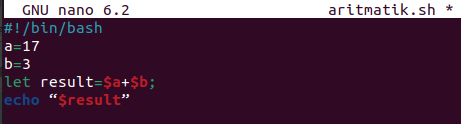 GNU nano 6.2 aritmatik.sh *
#!/bin/bash
a=17
b=3
let result=$a+$b;
echo “$result”